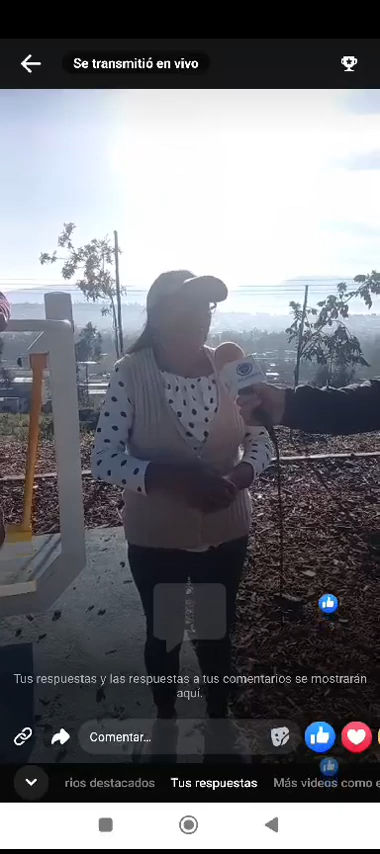 Se transmitió en vivo
Tus respuestas y las respuestas a tus comentarios se mostrarán
aquí.
Comentar...
rios destacados Tus respuestas Más videos como e